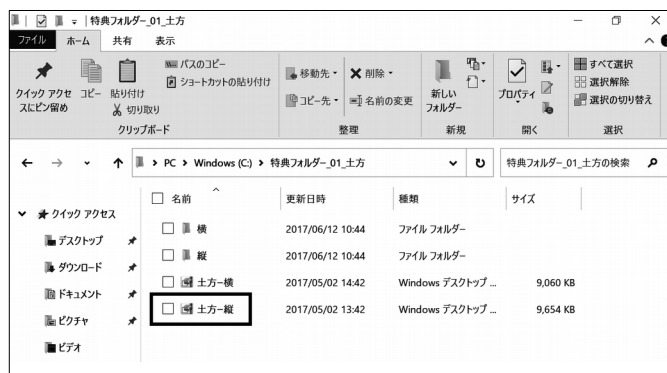 特典フォルダー_01_土方
ファイル ホーム 共有 表示
クイック アクセスにピン留め
コピー
貼り付け
パスのコピー
ショートカットの貼り付け
切り取り
クリップボード
移動先
コピー先
削除
名前の変更
整理
新しいフォルダー
新規
プロパティ
開く
すべて選択
選択解除
選択の切り替え
選択
PC > Windows (C:) > 特典フォルダー_01_土方
特典フォルダー_01_土方の検索
クイック アクセス
デスクトップ
ダウンロード
ドキュメント
ピクチャ
ビデオ
名前 更新日時 種類 サイズ
横 2017/06/12 10:44 ファイル フォルダー
縦 2017/06/12 10:44 ファイル フォルダー
土方-横 2017/05/02 14:42 Windows デスクトップ ... 9,060 KB
土方-縦 2017/05/02 13:42 Windows デスクトップ ... 9,654 KB